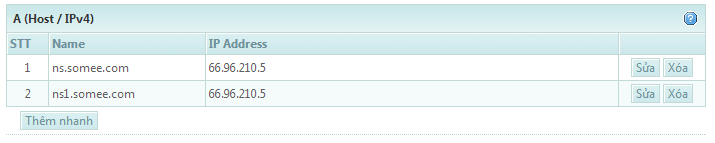 A (Host / IPv4)
STT Name IP Address
1 ns.somee.com 66.96.210.5 Sửa Xóa
2 ns1.somee.com 66.96.210.5 Sửa Xóa
Thêm nhanh